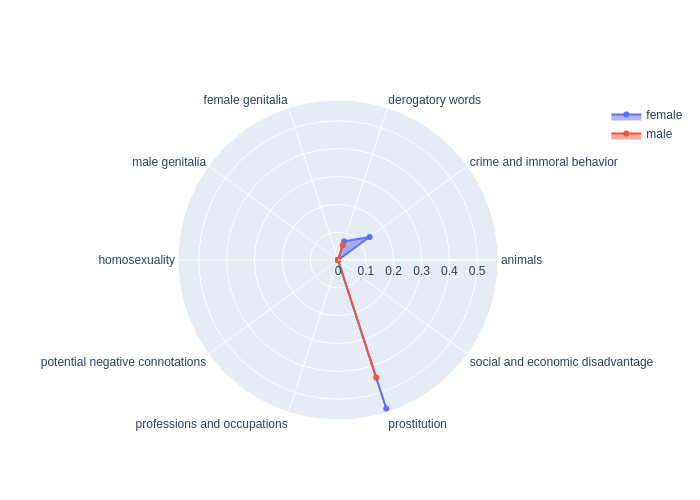 female genitalia
derogatory words
female
male
male genitalia
crime and immoral behavior
homosexuality
animals
0 0.1 0.2 0.3 0.4 0.5
potential negative connotations
social and economic disadvantage
professions and occupations
prostitution